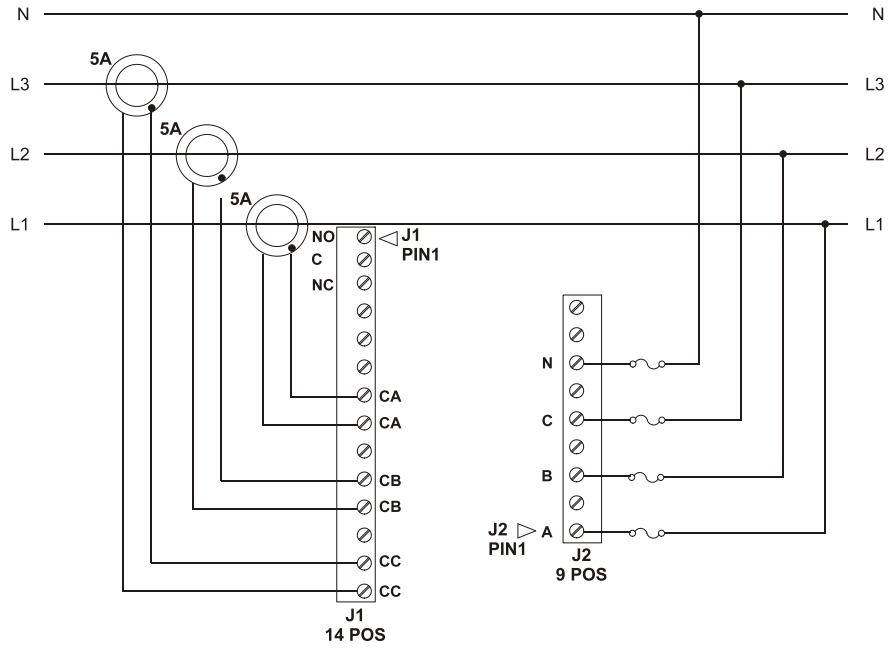 N N
5A
L3 L3
5A
L2 L2
5A
L1 L1
NO J1
PIN1
C
NC
N
CA
C
CA
B
CB
CB
J2 A
PIN1
J2
9 POS
CC
CC
J1
14 POS